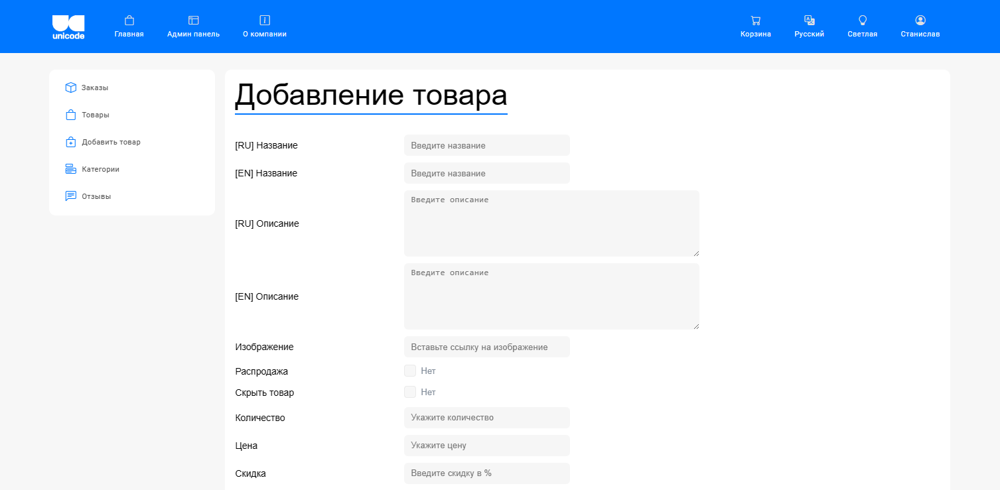 unicode
Главная
Админ панель
О компании
Корзина
Русский
Светлая
Станислав
Заказы
Товары
Добавить товар
Категории
Отзывы
Добавление товара
[RU] Название
Введите название
[EN] Название
Введите название
[RU] Описание
Введите описание
[EN] Описание
Введите описание
Изображение
Вставьте ссылку на изображение
Распродажа
Нет
Скрыть товар
Нет
Количество
Укажите количество
Цена
Укажите цену
Скидка
Введите скидку в %